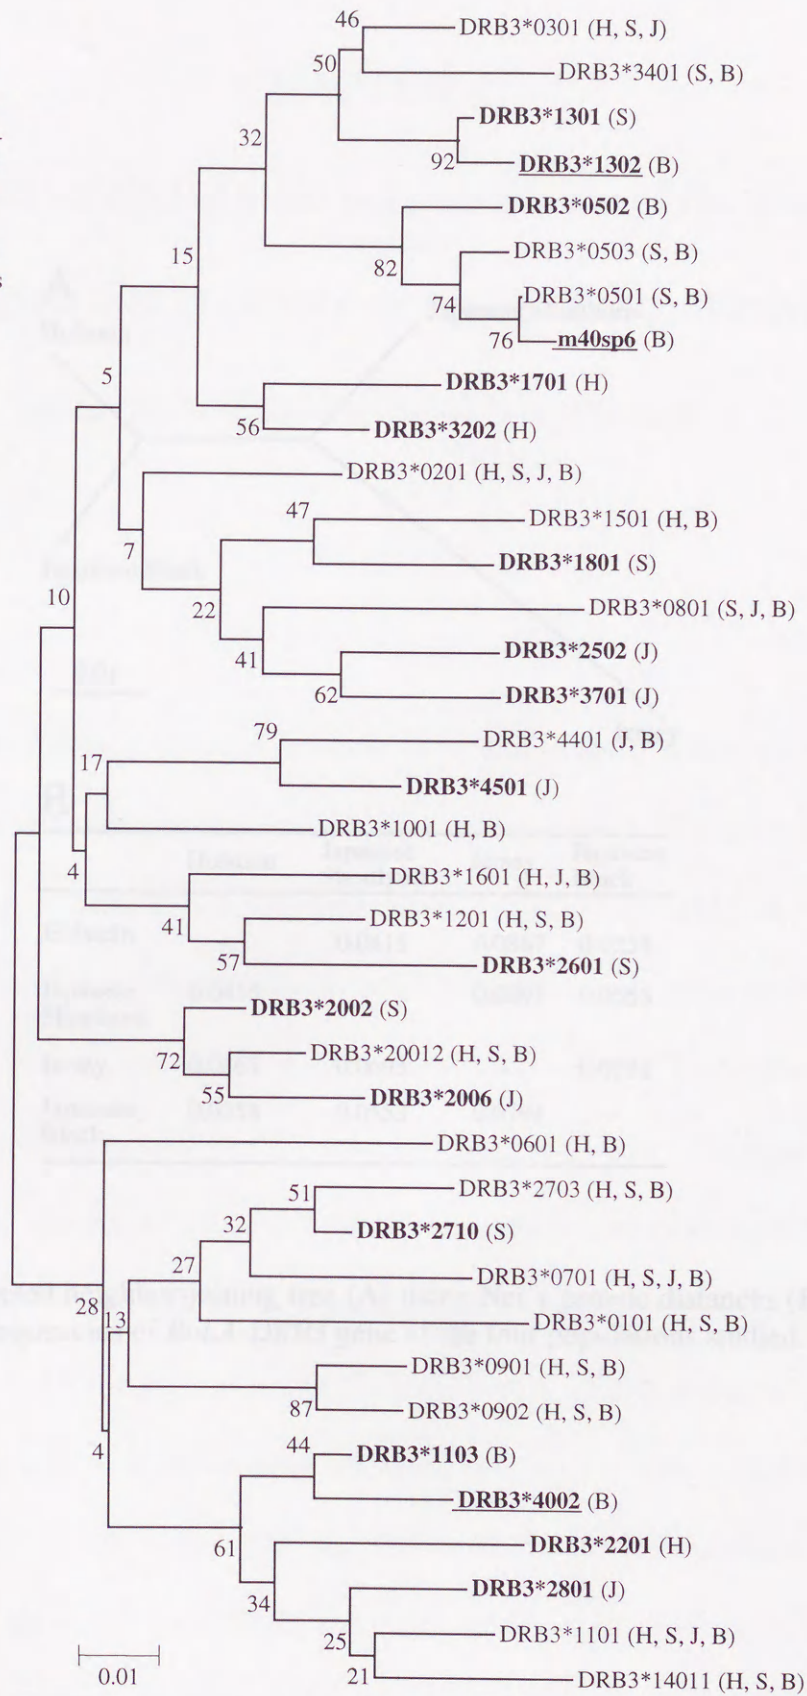 46
DRB3*0301 (H, S, J)
50
DRB3*3401 (S, B)
DRB3*1301 (S)
32
92
DRB3*1302 (B)
DRB3*0502 (B)
15
82
DRB3*0503 (S, B)
74
DRB3*0501 (S, B)
76
m40sp6 (B)
5
DRB3*1701 (H)
56
DRB3*3202 (H)
DRB3*0201 (H, S, J, B)
47
DRB3*1501 (H, B)
7
DRB3*1801 (S)
10
22
DRB3*0801 (S, J, B)
41
DRB3*2502 (J)
62
DRB3*3701 (J)
79
DRB3*4401 (J, B)
17
DRB3*4501 (J)
DRB3*1001 (H, B)
4
DRB3*1601 (H, J, B)
41
DRB3*1201 (H, S, B)
57
DRB3*2601 (S)
DRB3*2002 (S)
72
DRB3*20012 (H, S, B)
55
DRB3*2006 (J)
DRB3*0601 (H, B)
51
DRB3*2703 (H, S, B)
32
DRB3*2710 (S)
27
DRB3*0701 (H, S, J, B)
28
13
DRB3*0101 (H, S, B)
DRB3*0901 (H, S, B)
87
DRB3*0902 (H, S, B)
4
44
DRB3*1103 (B)
DRB3*4002 (B)
61
DRB3*2201 (H)
34
DRB3*2801 (J)
25
DRB3*1101 (H, S, J, B)
21
DRB3*14011 (H, S, B)
0.01